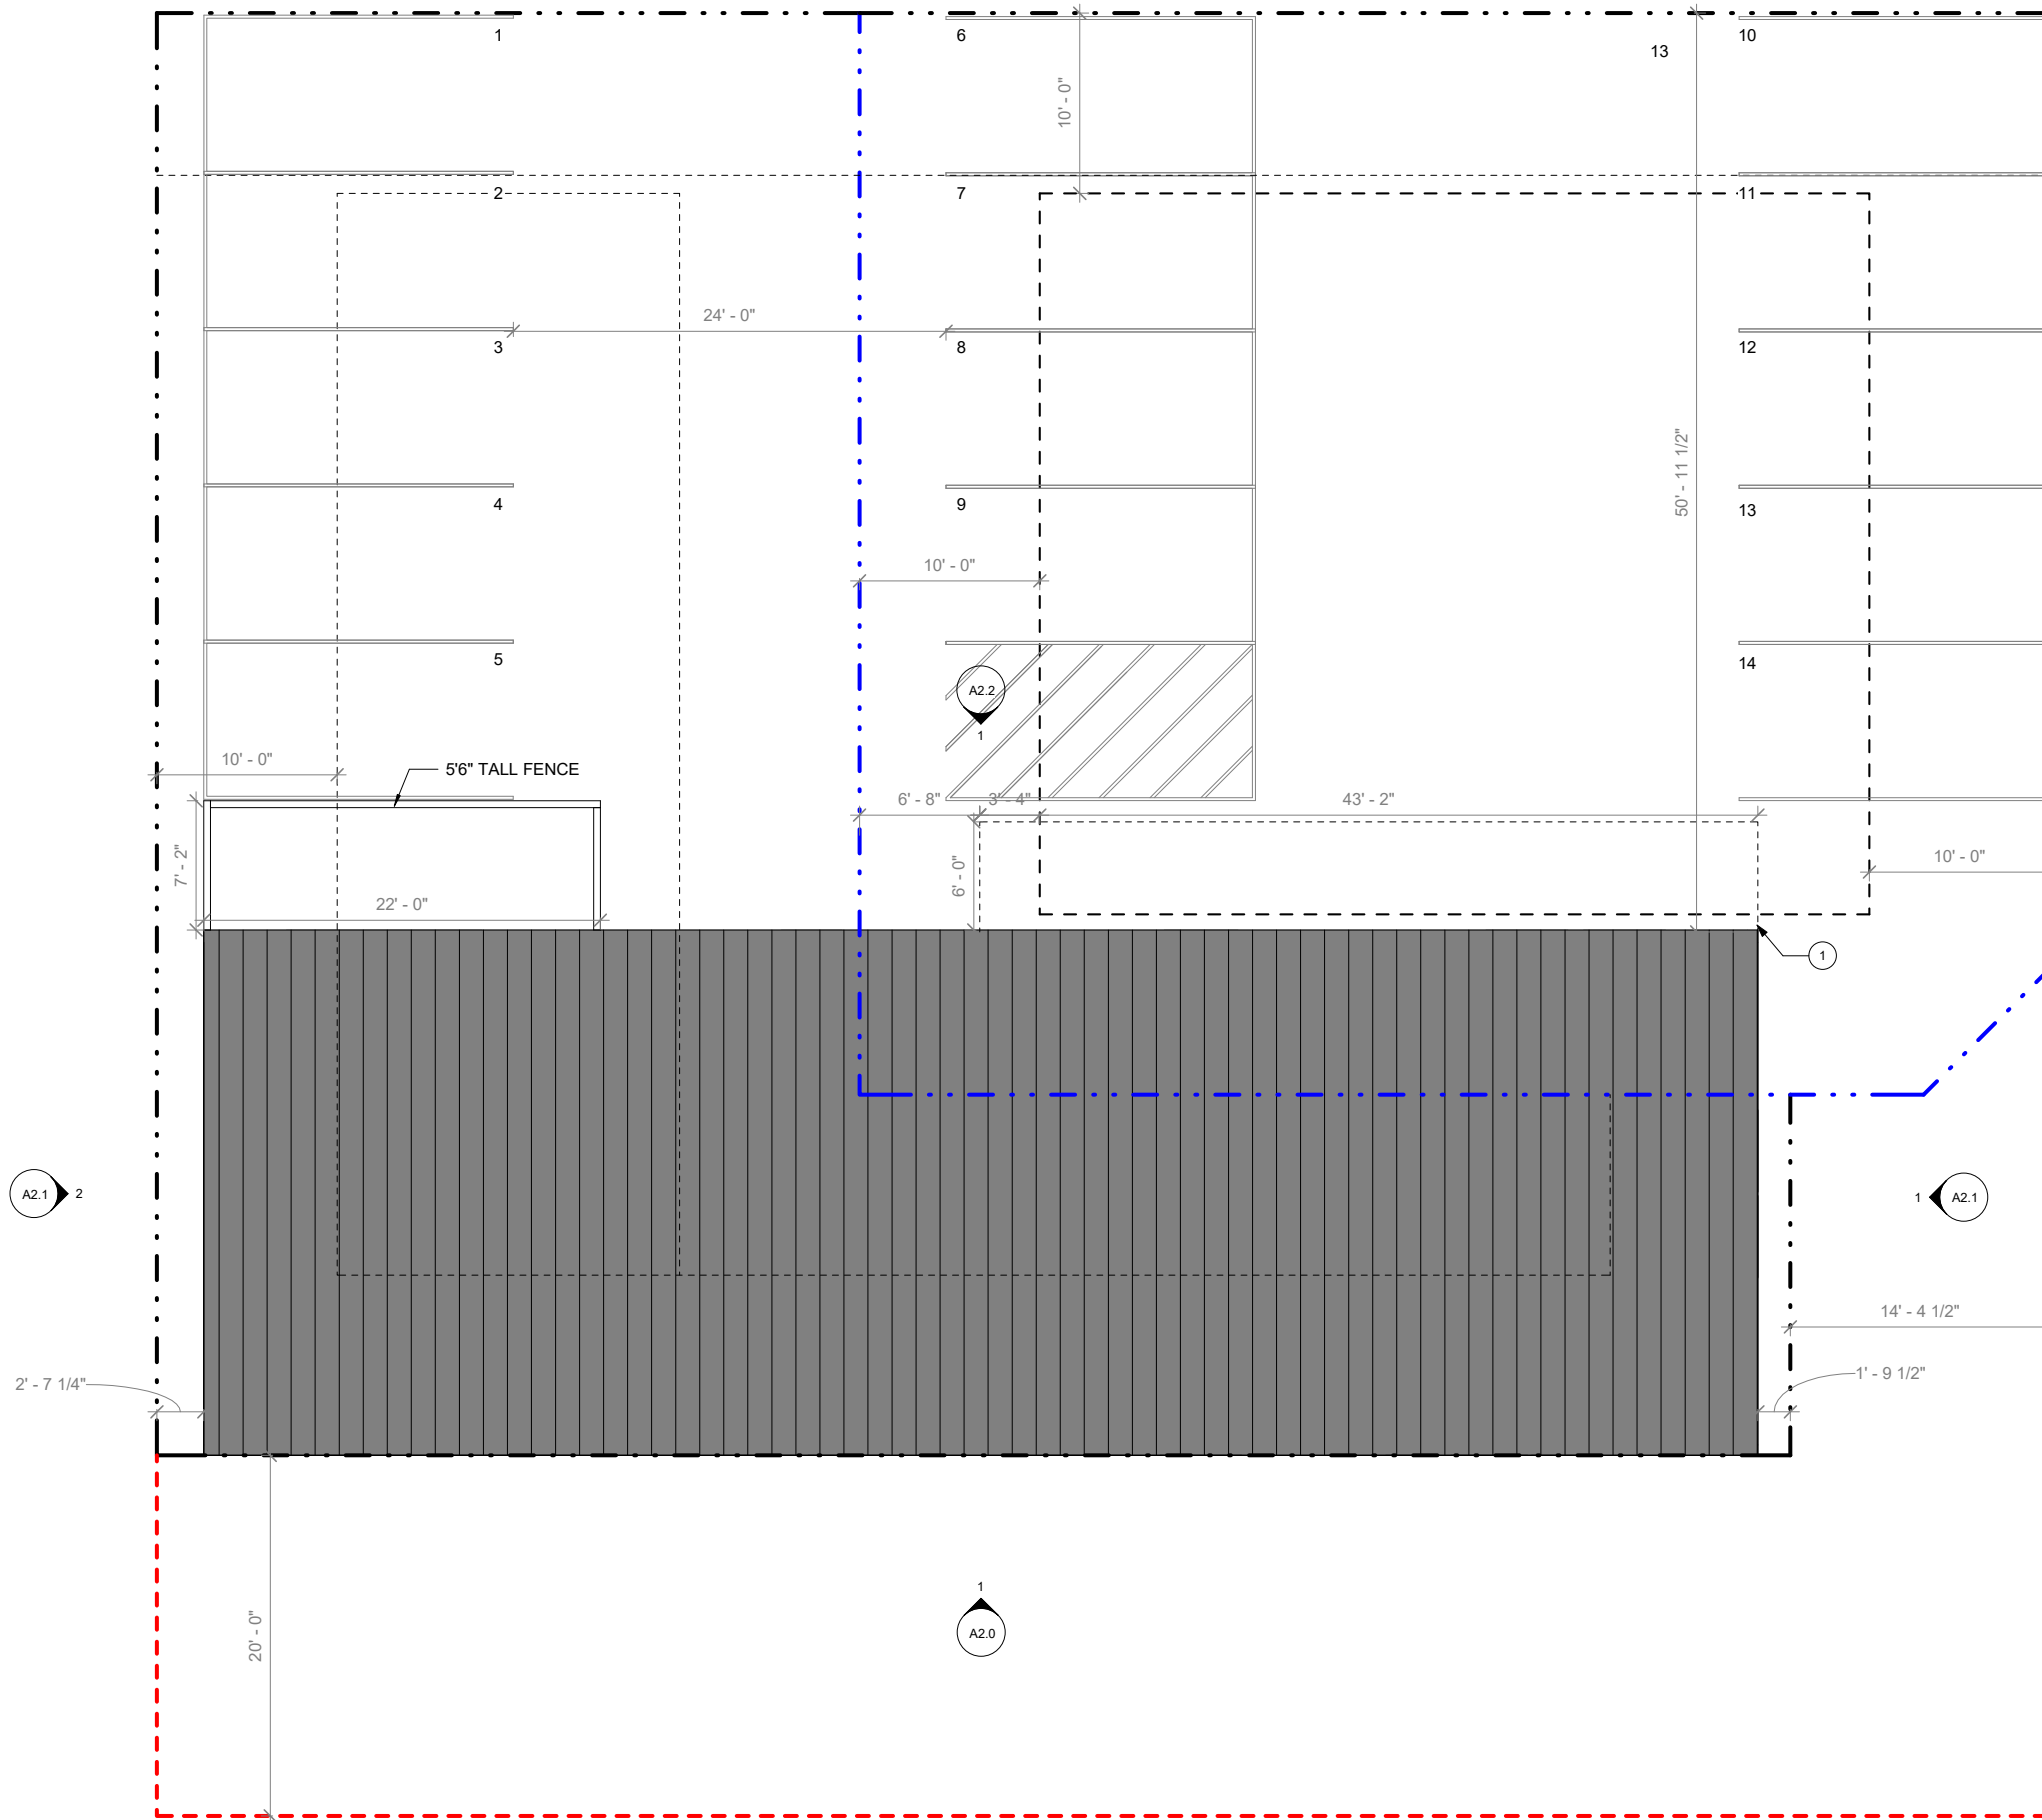 1
6
10
13
10' - 0"
2
7
11
24' - 0"
3
8
12
50' - 11 1/2"
4
9
13
10' - 0"
5
14
A2.2
1
10' - 0"
5'6" TALL FENCE
6' - 8"
3' - 4"
43' - 2"
7' - 2"
6' - 0"
10' - 0"
22' - 0"
1
A2.1
2
1
A2.1
14' - 4 1/2"
2' - 7 1/4"
1' - 9 1/2"
1
A2.0
20' - 0"